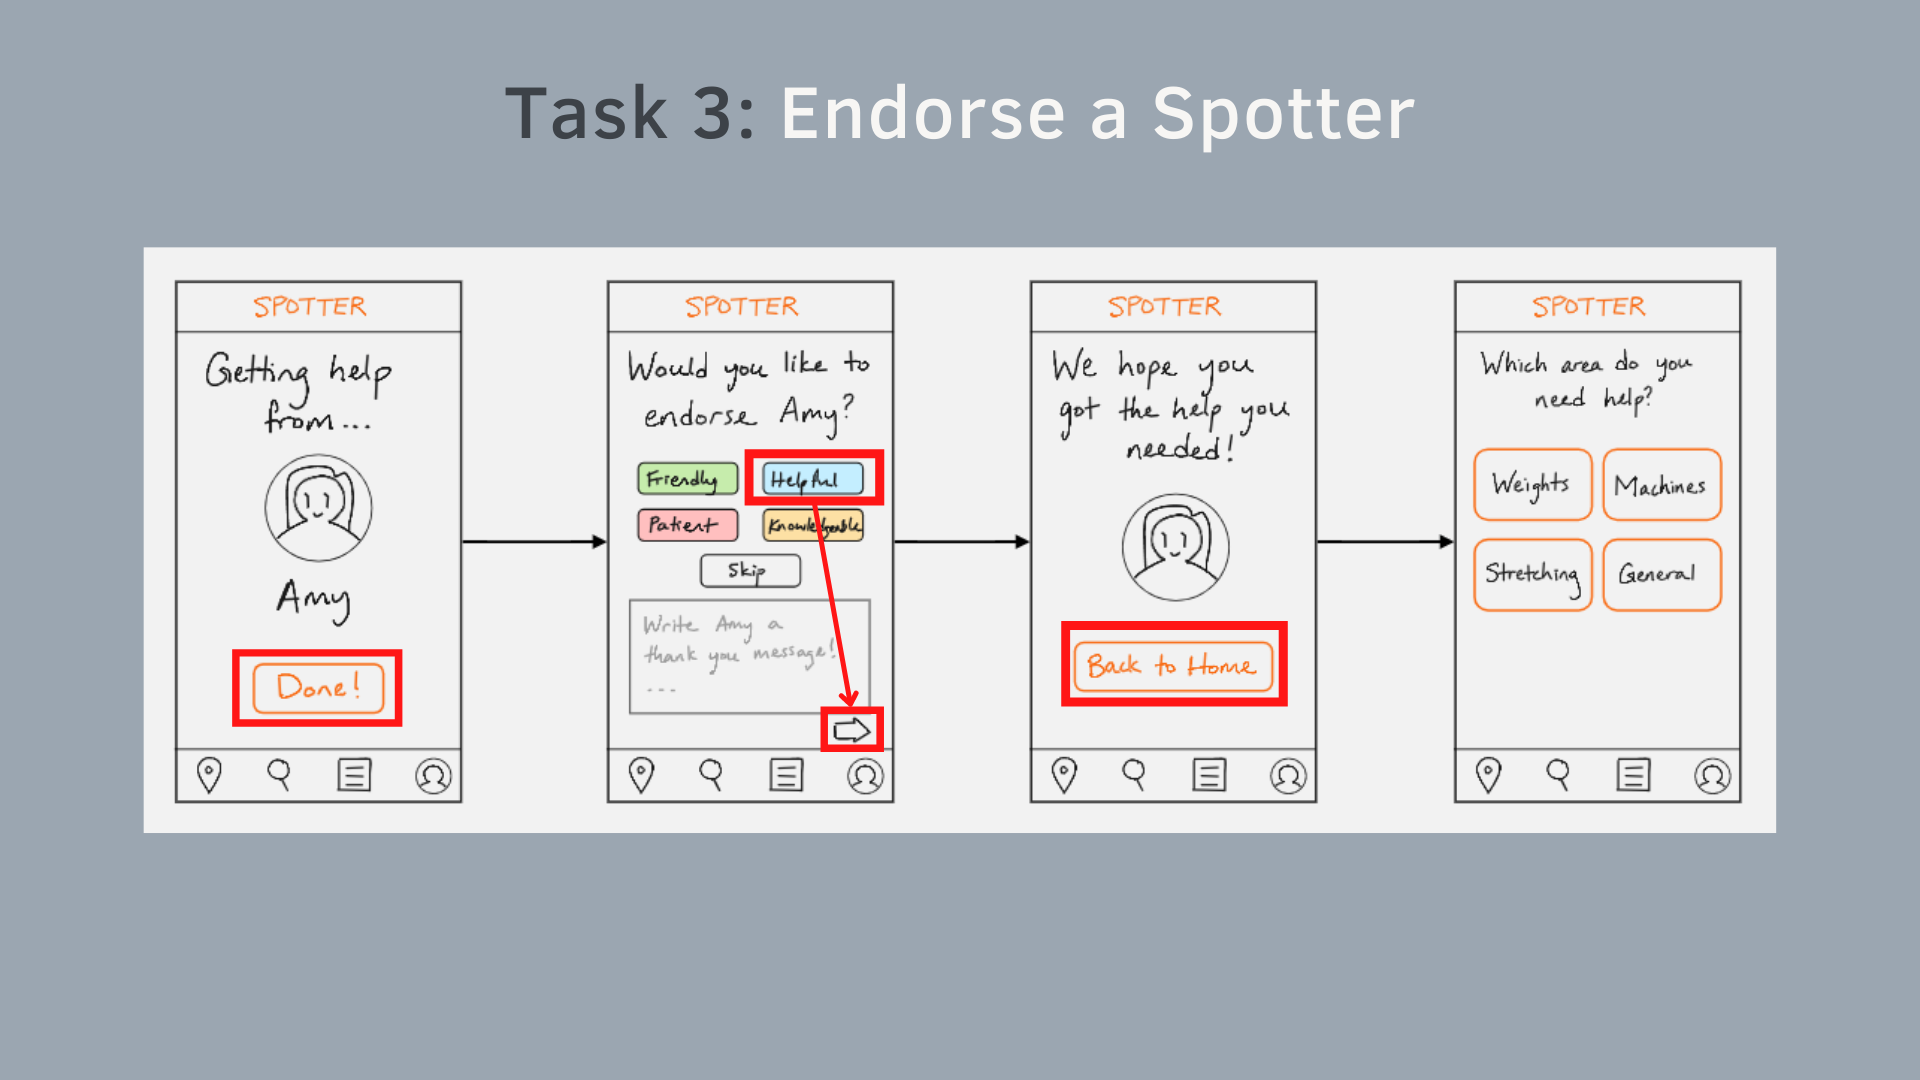 Task 3: Endorse a Spotter
SPOTTER
Getting help
from...
Amy
Done!
SPOTTER
Would you like to
endorse Amy?
Friendly
Helpful
Patient
Knowledgeable
Skip
Write Amy a
thank you message!
...
SPOTTER
We hope you
got the help you
needed!
Back to Home
SPOTTER
Which area do you
need help?
Weights
Machines
Stretching
General